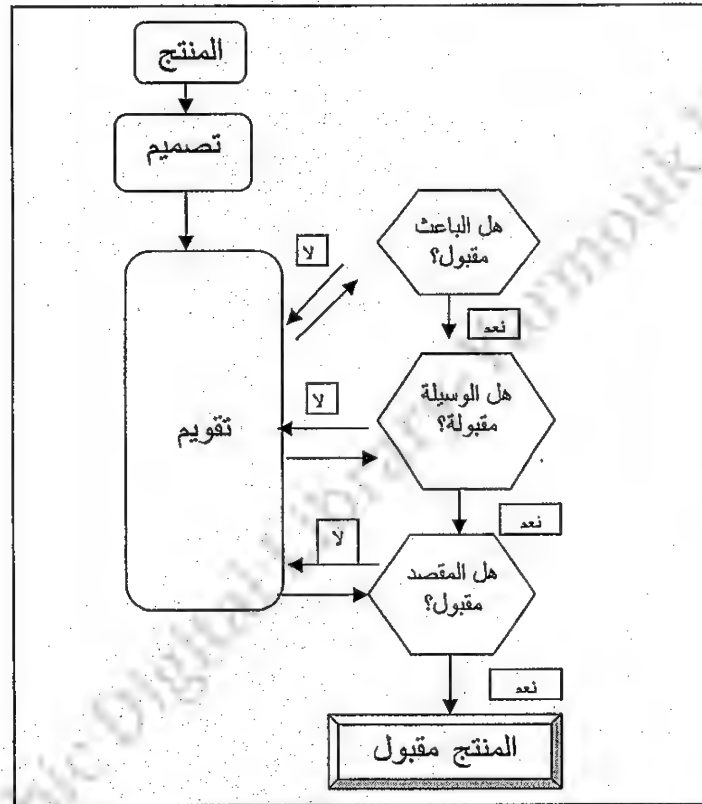 المنتج
تصميم
هل الباعث
مقبول؟
لا
نعم
هل الوسيلة
مقبولة؟
لا
تقويم
نعم
هل المقصد
مقبول؟
لا
نعم
المنتج مقبول